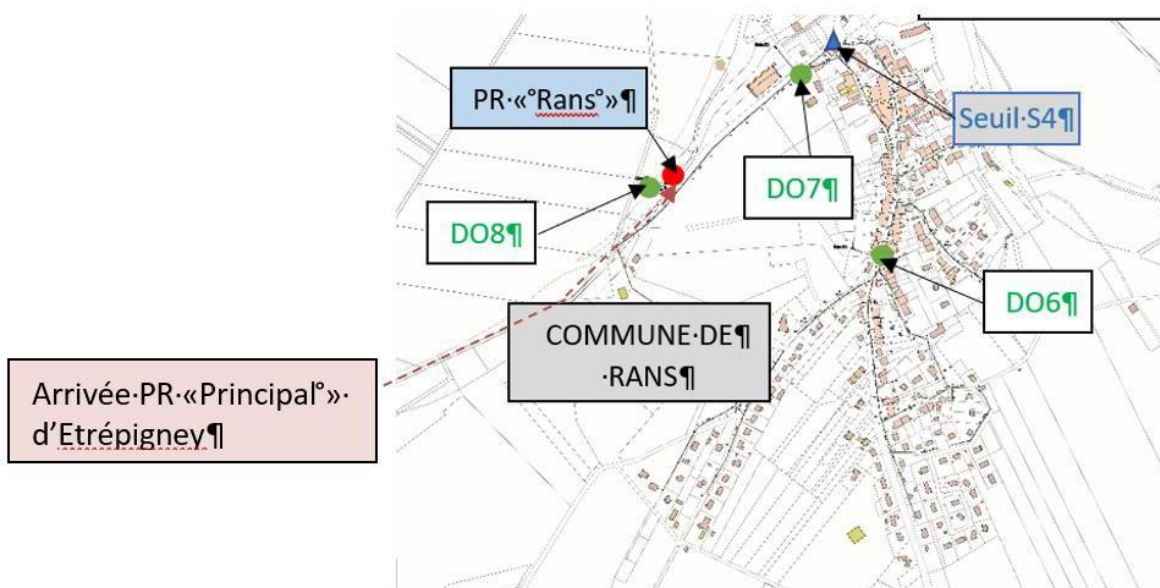 PR·«°Rans°»¶
Seuil·S4¶
DO7¶
DO8¶
DO6¶
COMMUNE·DE¶
·RANS¶
Arrivée·PR·«Principal°»·
d’Etrépigney¶